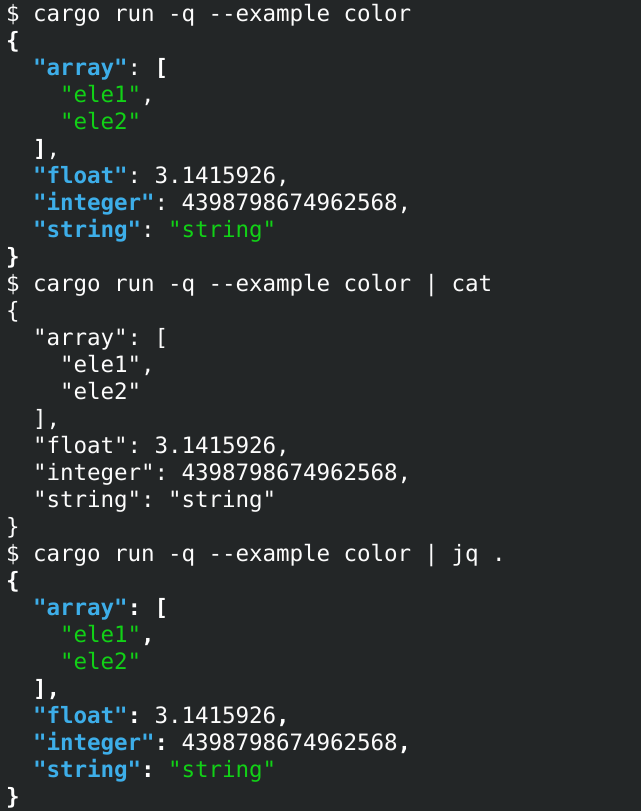 $ cargo run -q --example color
{
  "array": [
    "ele1",
    "ele2"
  ],
  "float": 3.1415926,
  "integer": 4398798674962568,
  "string": "string"
}
$ cargo run -q --example color | cat
{
  "array": [
    "ele1",
    "ele2"
  ],
  "float": 3.1415926,
  "integer": 4398798674962568,
  "string": "string"
}
$ cargo run -q --example color | jq .
{
  "array": [
    "ele1",
    "ele2"
  ],
  "float": 3.1415926,
  "integer": 4398798674962568,
  "string": "string"
}